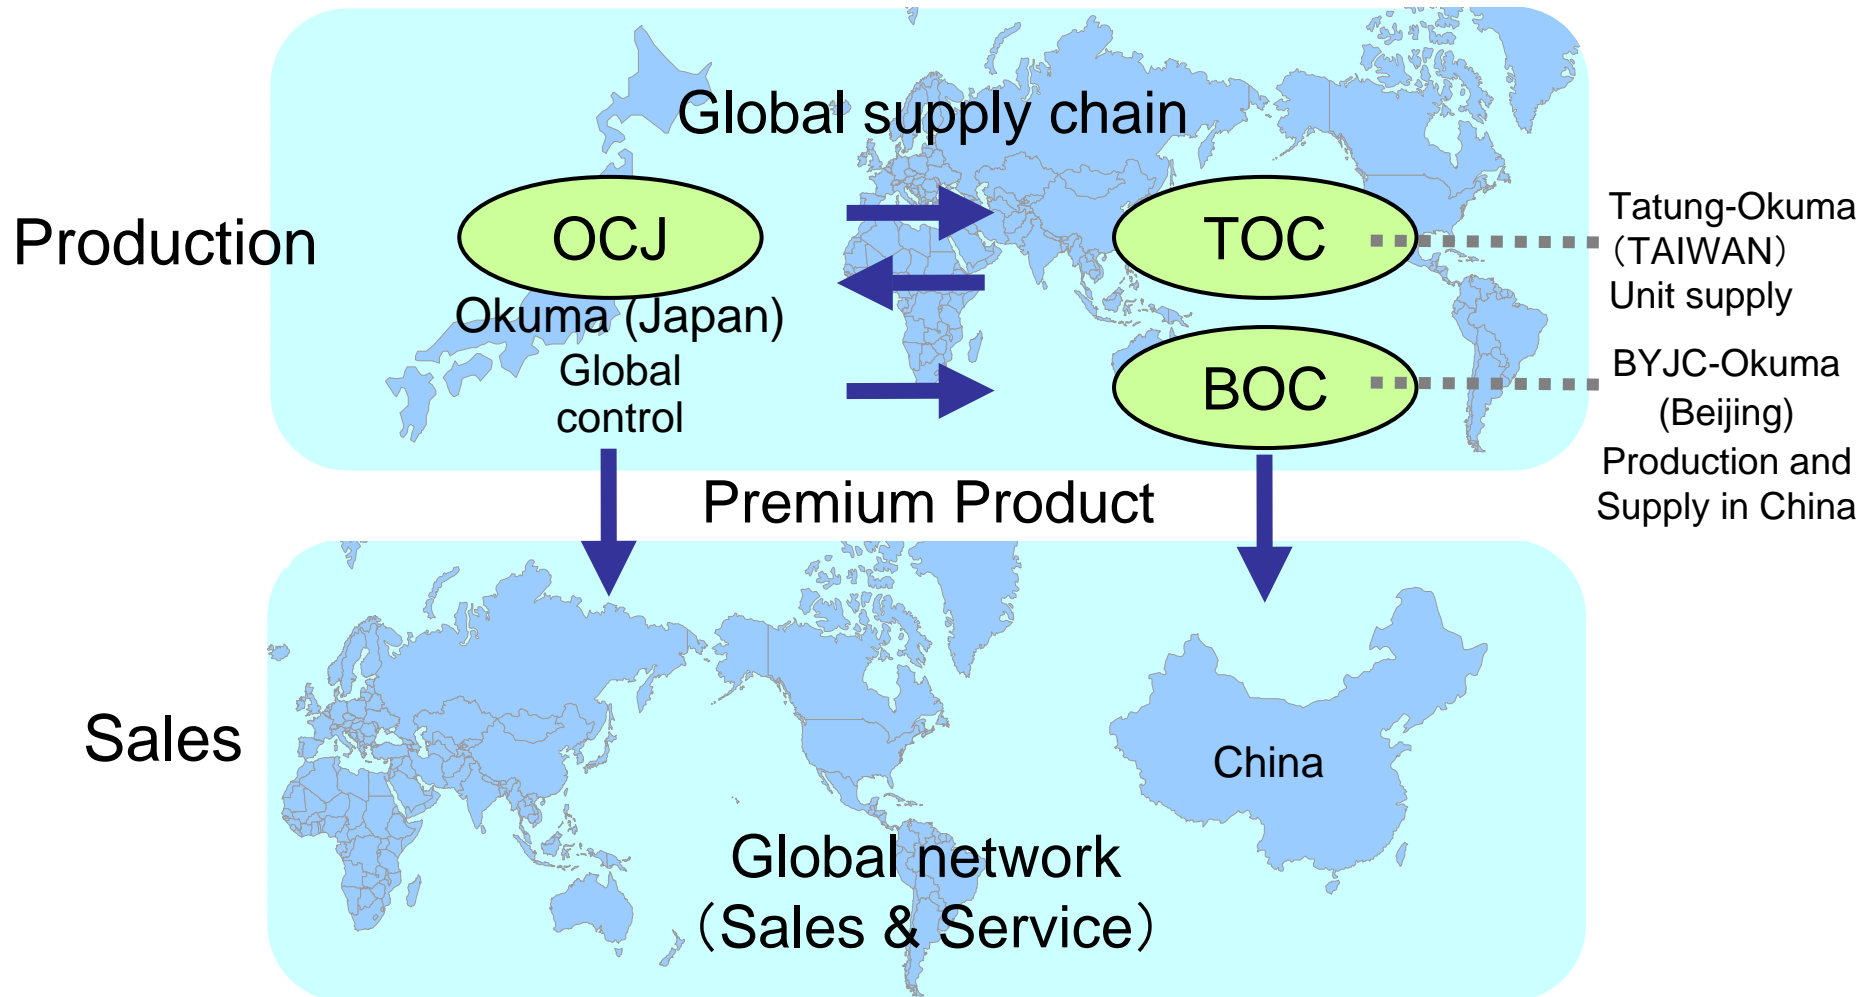 Global supply chain
Production
OCJ
Okuma (Japan)
Global
control
TOC
Tatung-Okuma
（TAIWAN）
Unit supply
BOC
BYJC-Okuma
(Beijing)
Production and
Supply in China
Premium Product
Sales
China
Global network
（Sales & Service）